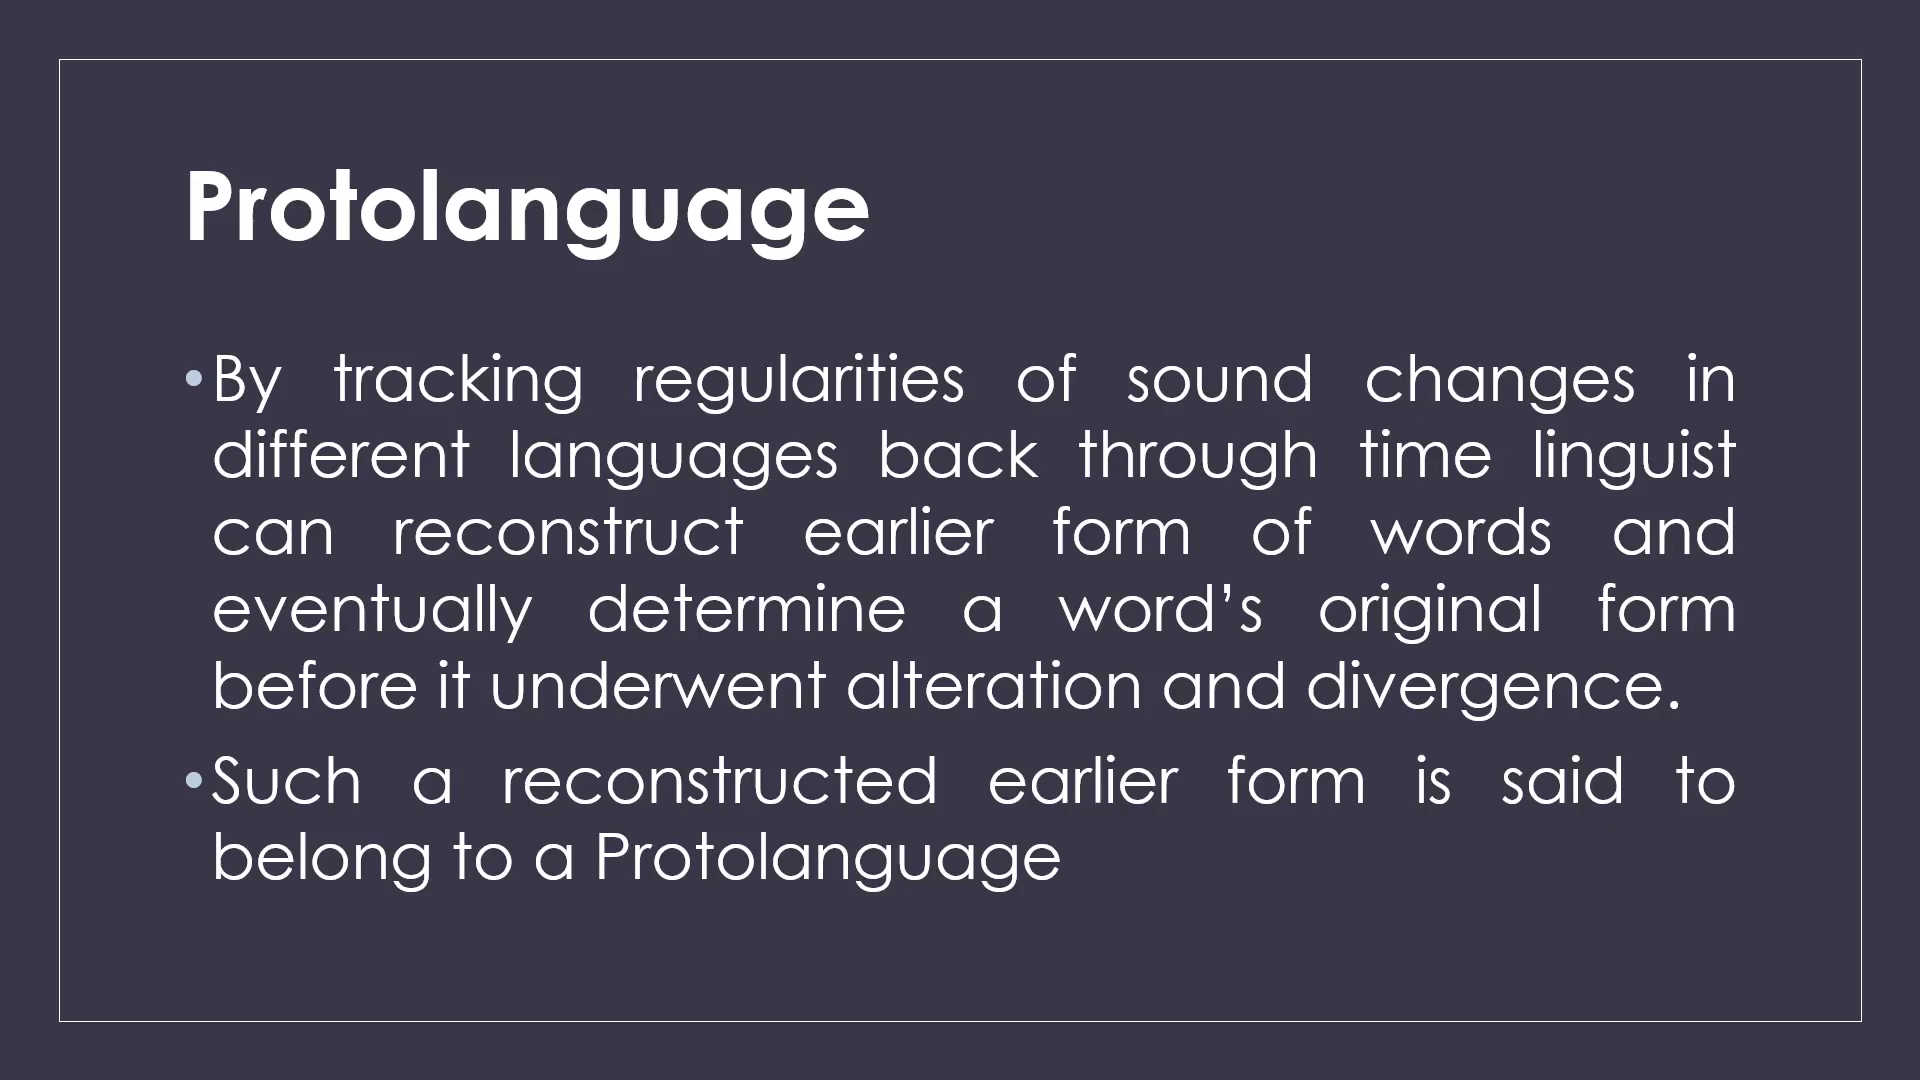 Protolanguage
•By tracking regularities of sound changes in
different languages back through time linguist
can reconstruct earlier form of words and
eventually determine a word’s original form
before it underwent alteration and divergence.
•Such a reconstructed earlier form is said to
belong to a Protolanguage